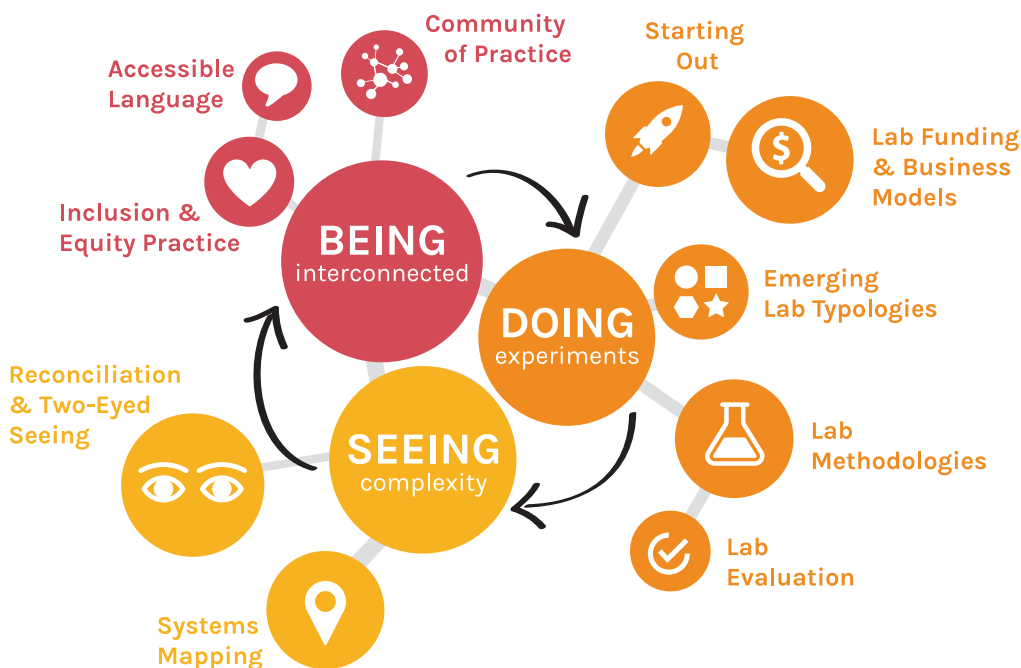 Community
of Practice
Accessible
Language
Inclusion &
Equity Practice
BEING
interconnected
Starting
Out
Lab Funding
& Business
Models
$
Emerging
Lab Typologies
DOING
experiments
Lab
Methodologies
Lab
Evaluation
SEEING
complexity
Reconciliation
& Two-Eyed
Seeing
Systems
Mapping